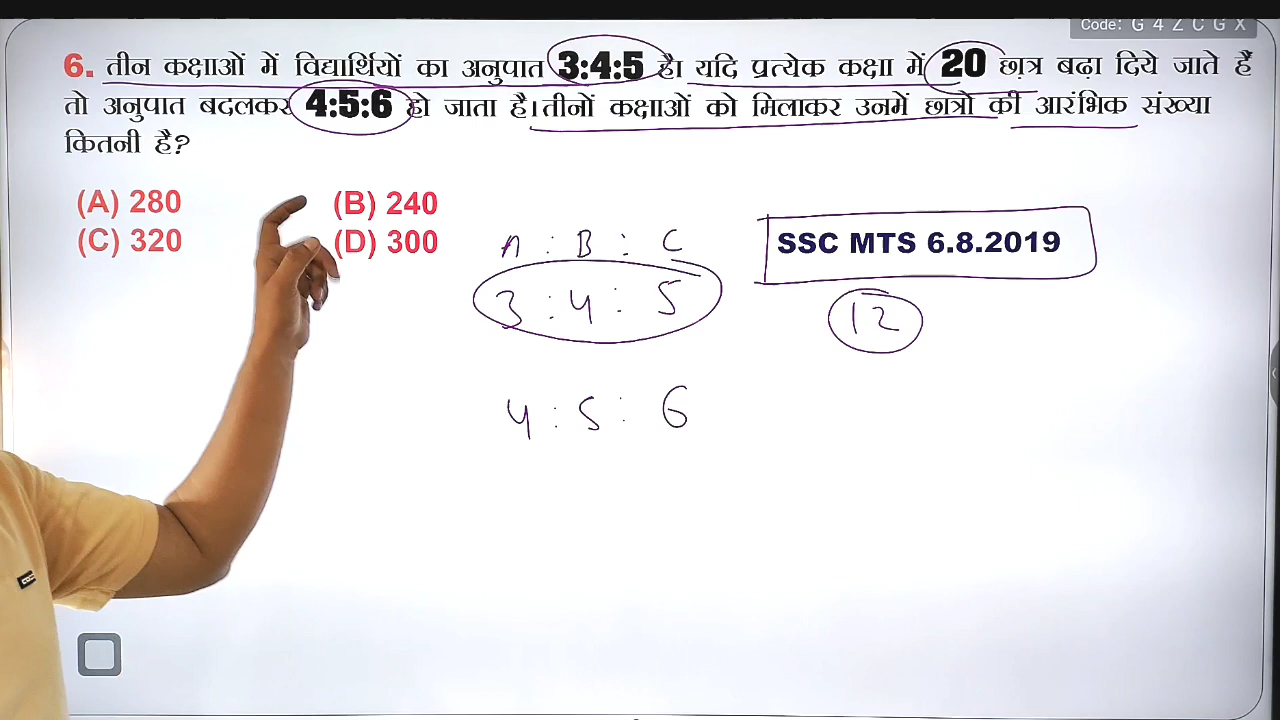 Code: G 4 Z C G X
6. तीन कक्षाओं में विद्यार्थियों का अनुपात 3:4:5 है। यदि प्रत्येक कक्षा में 20 छात्र बढ़ा दिये जाते हैं
तो अनुपात बदलकर 4:5:6 हो जाता है। तीनों कक्षाओं को मिलाकर उनमें छात्रो की आरंभिक संख्या
कितनी है?
(A) 280 (B) 240
(C) 320 (D) 300
A : B : C
SSC MTS 6.8.2019
3 : 4 : 5
12
4 : 5 : 6